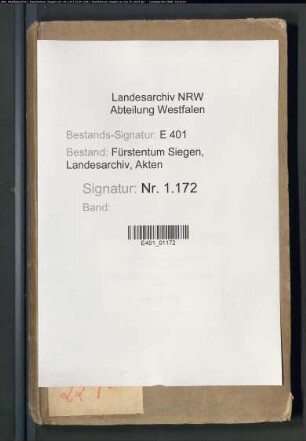 Landesarchiv NRW
Abteilung Westfalen
Bestands-Signatur: E 401
Bestand: Fürstentum Siegen,
Landesarchiv, Akten
Signatur: Nr. 1.172
Band:
E401_01172